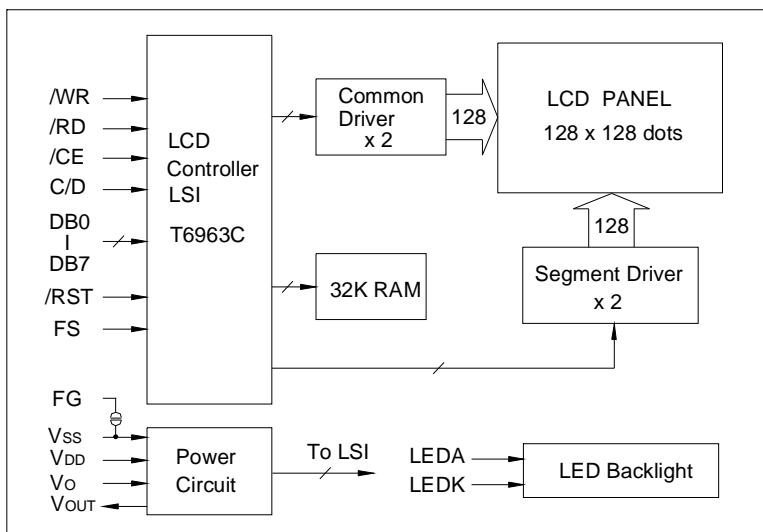 /WR
/RD
/CE
C/D
DB0
DB7
/RST
FS
LCD
Controller
LSI
T6963C
Common
Driver
x 2
128
LCD PANEL
128 x 128 dots
128
Segment Driver
x 2
32K RAM
FG
VSS
VDD
VO
VOUT
Power
Circuit
To LSI
LEDA
LEDK
LED Backlight